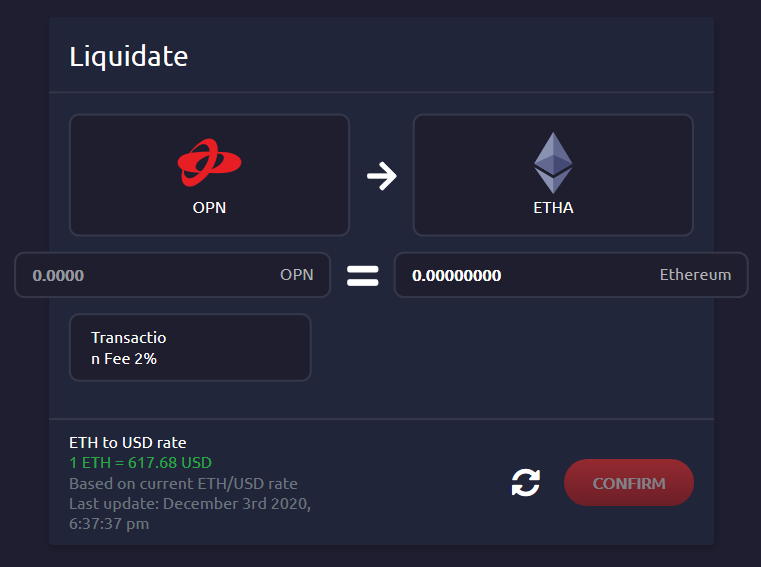 Liquidate
OPN
ETHA
0.0000 OPN
0.00000000 Ethereum
Transactio
n Fee 2%
ETH to USD rate
1 ETH = 617.68 USD
Based on current ETH/USD rate
Last update: December 3rd 2020,
6:37:37 pm
CONFIRM